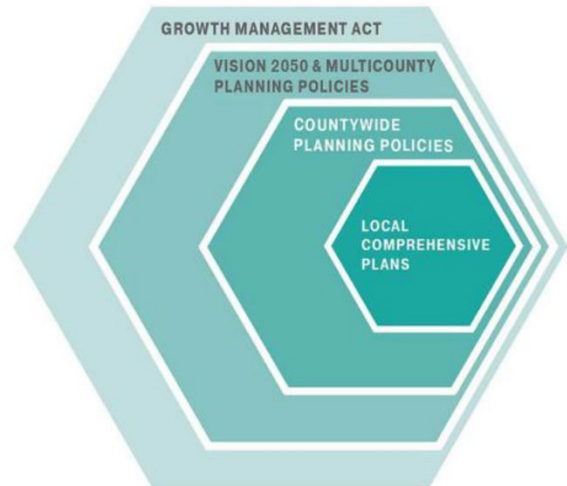 GROWTH MANAGEMENT ACT
VISION 2050 & MULTICOUNTY
PLANNING POLICIES
COUNTYWIDE
PLANNING POLICIES
LOCAL
COMPREHENSIVE
PLANS